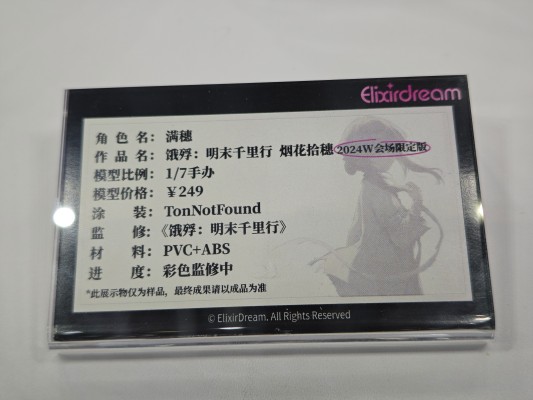 Elixirdream
角色名：满穗
作品名：饿殍：明末千里行 烟花拾穗 2024W会场限定版
模型比例：1/7手办
模型价格：￥249
涂装：TonNotFound
监修：《饿殍：明末千里行》
材料：PVC+ABS
进度：彩色监修中
*此展示物仅为样品，最终成果请以成品为准
© ElixirDream. All Rights Reserved